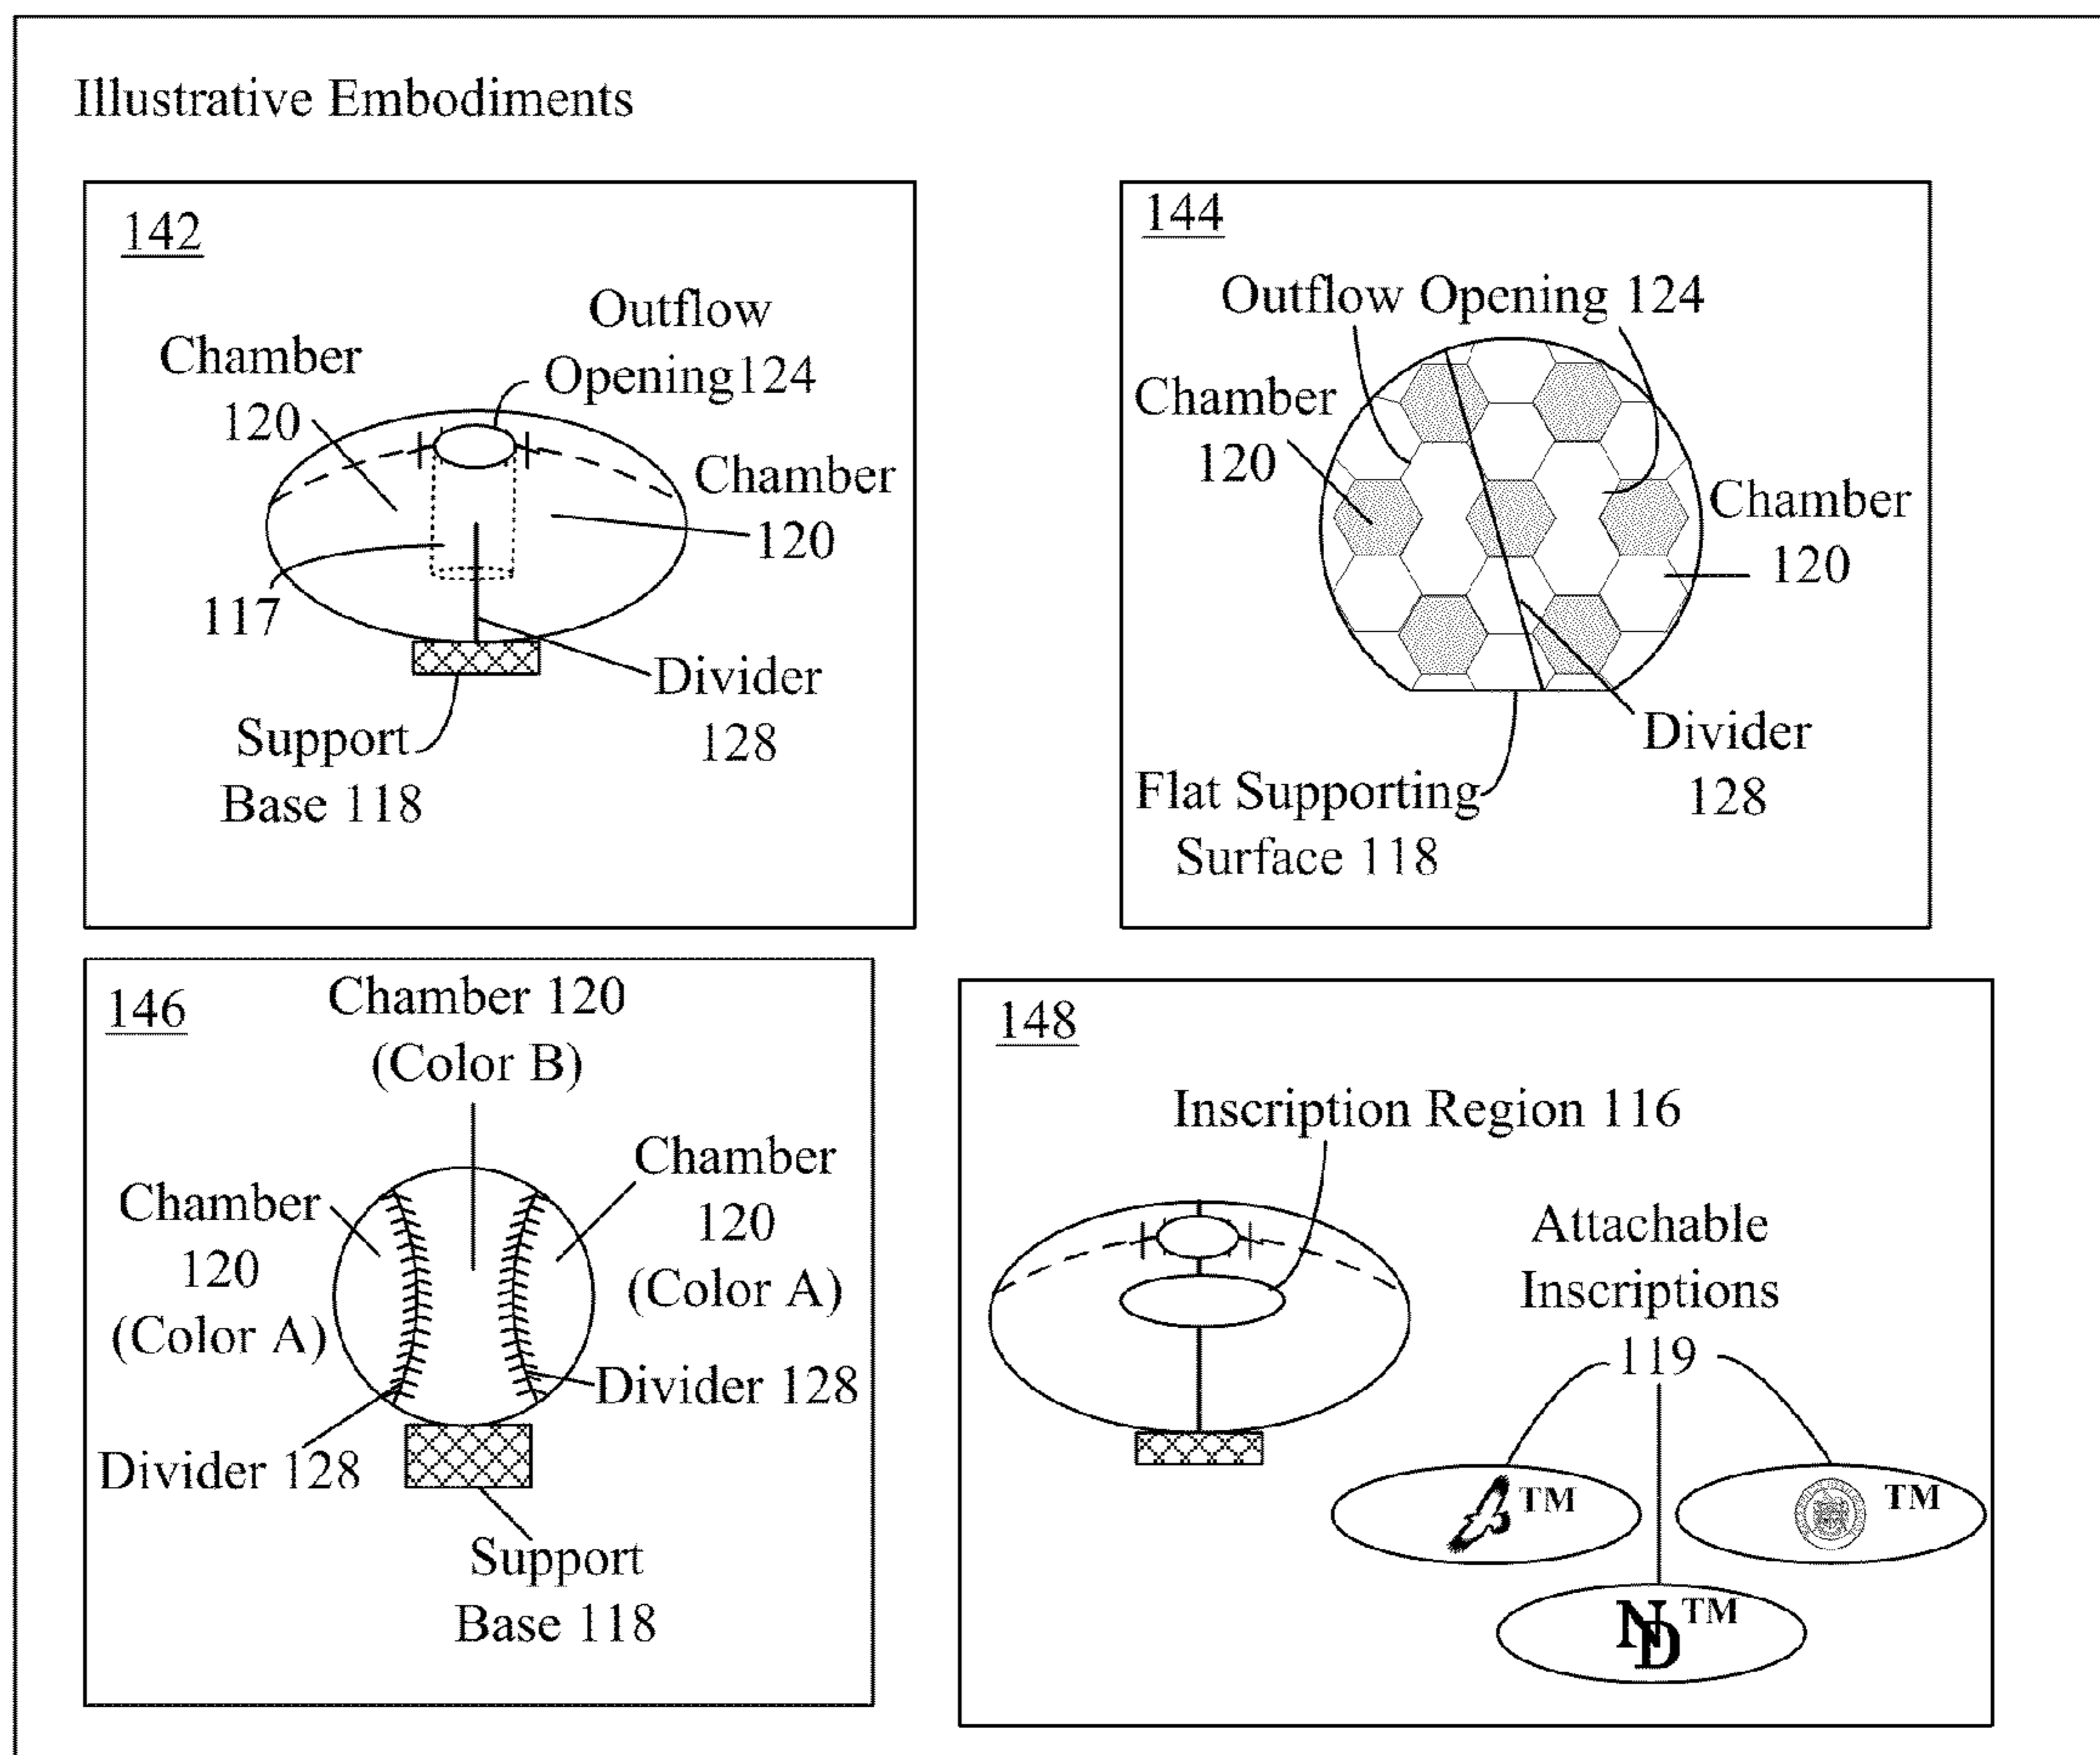 Illustrative Embodiments
142
Outflow
Opening124
Chamber
120
Chamber
120
117
Divider
128
Support
Base 118
144
Outflow Opening 124
Chamber
120
Chamber
120
Divider
128
Flat Supporting
Surface 118
146
Chamber 120
(Color B)
Chamber
120
(Color A)
Chamber
120
(Color A)
Divider 128
Divider 128
Support
Base 118
148
Inscription Region 116
Attachable
Inscriptions
119
TM
TM
ND TM